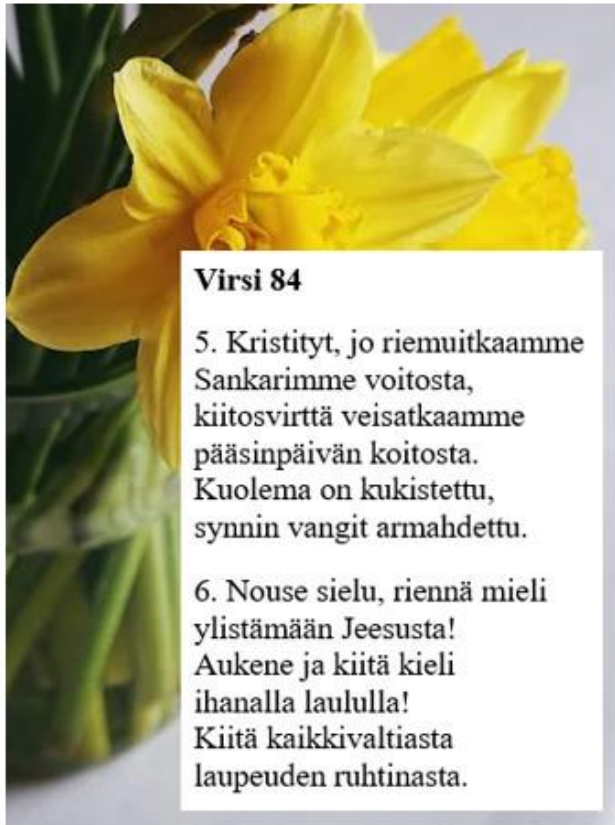 Virsi 84
5. Kristityt, jo riemuitkaamme
Sankarimme voitosta,
kiitosvirttä veisatkaamme
pääsinpäivän koitosta.
Kuolema on kukistettu,
synnin vangit armahdettu.
6. Nouse sielu, riennä mieli
ylistämään Jeesusta!
Aukene ja kiitä kieli
ihanalla laululla!
Kiitä kaikkivaltiasta
laupeuden ruhtinasta.